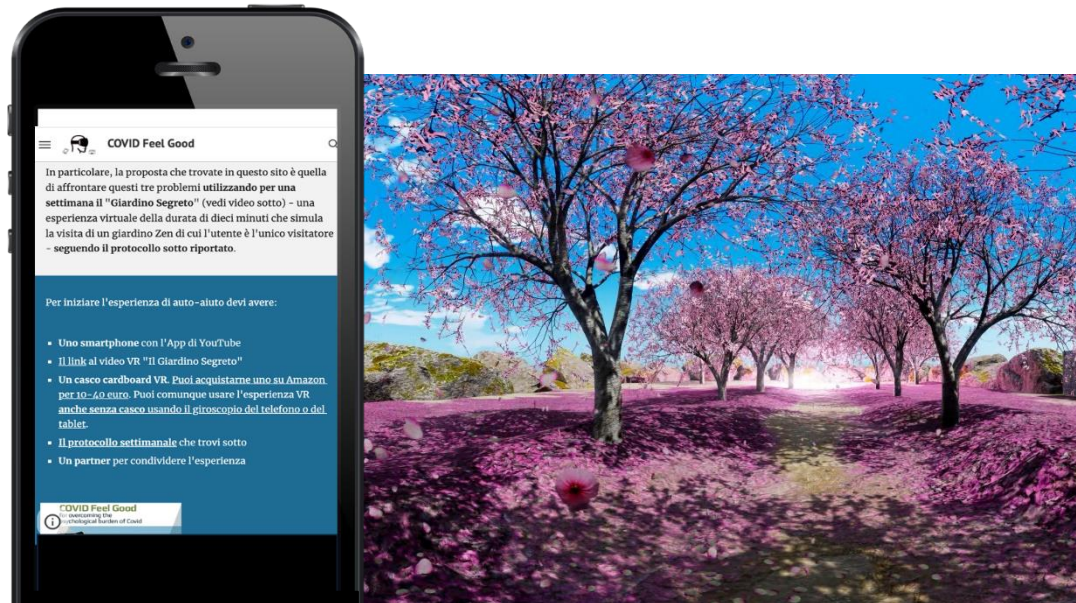 COVID Feel Good
In particolare, la proposta che trovate in questo sito è quella
di affrontare questi tre problemi utilizzando per una
settimana il "Giardino Segreto" (vedi video sotto) - una
esperienza virtuale della durata di dieci minuti che simula
la visita di un giardino Zen di cui l'utente è l'unico visitatore
- seguendo il protocollo sotto riportato.
Per iniziare l'esperienza di auto-aiuto devi avere:
▪ Uno smartphone con l'App di YouTube
▪ Il link al video VR "Il Giardino Segreto"
▪ Un casco cardboard VR. Puoi acquistarne uno su Amazon
per 10-40 euro. Puoi comunque usare l'esperienza VR
anche senza casco usando il giroscopio del telefono o del
tablet.
▪ Il protocollo settimanale che trovi sotto
▪ Un partner per condividere l'esperienza
COVID Feel Good
for overcoming the
psychological burden of Covid